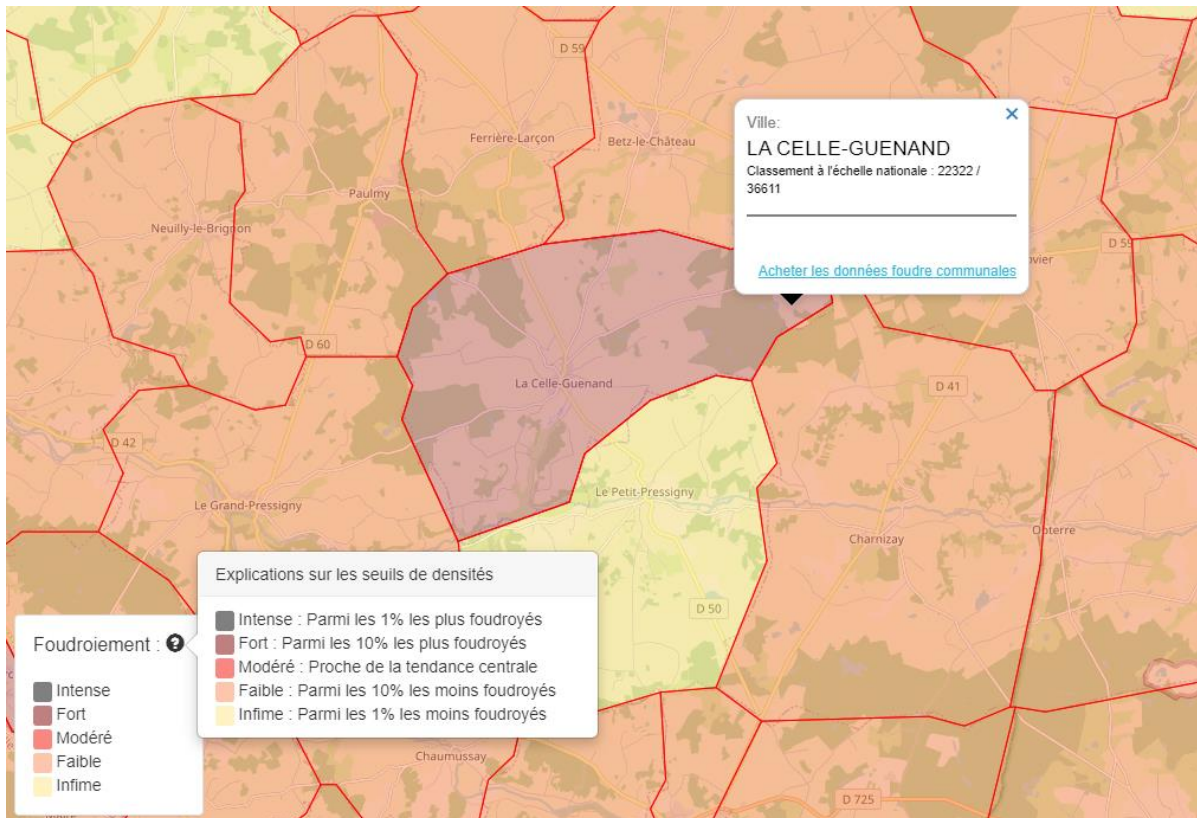 D 59
Ferrière-Larçon
Betz-le-Château
Paulmy
Neuilly-le-Brignon
Ville:
×
LA CELLE-GUENAND
Classement à l'échelle nationale : 22322 /
36611
Acheter les données foudre communales
D 59
D 60
La Celle-Guenand
D 41
D 42
Le Grand-Pressigny
Le Petit-Pressigny
Charnizay
Obterre
D 50
Explications sur les seuils de densités
Intense : Parmi les 1% les plus foudroyés
Fort : Parmi les 10% les plus foudroyés
Modéré : Proche de la tendance centrale
Faible : Parmi les 10% les moins foudroyés
Infime : Parmi les 1% les moins foudroyés
Foudroiement : ?
Intense
Fort
Modéré
Faible
Infime
Chaumussay
D 725